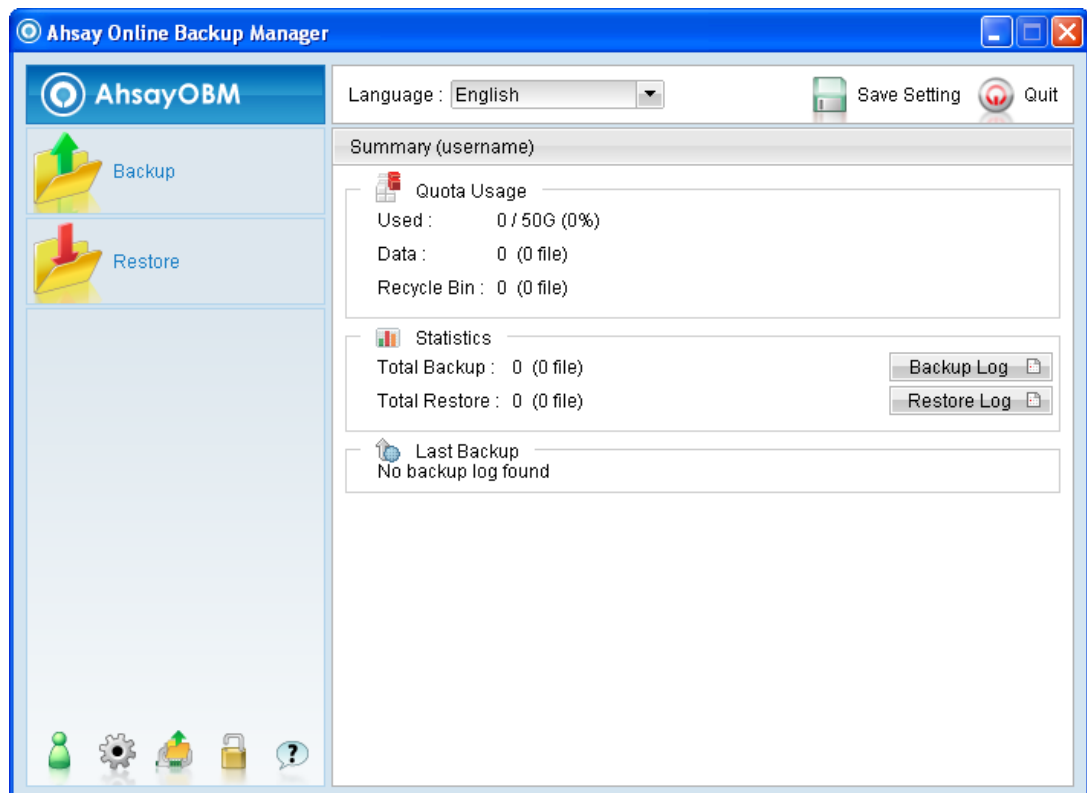 Ahsay Online Backup Manager
AhsayOBM
Language : English
Save Setting
Quit
Backup
Restore
Summary (username)
Quota Usage
Used : 0 / 50G (0%)
Data : 0 (0 file)
Recycle Bin : 0 (0 file)
Statistics
Total Backup : 0 (0 file)
Backup Log
Total Restore : 0 (0 file)
Restore Log
Last Backup
No backup log found
?